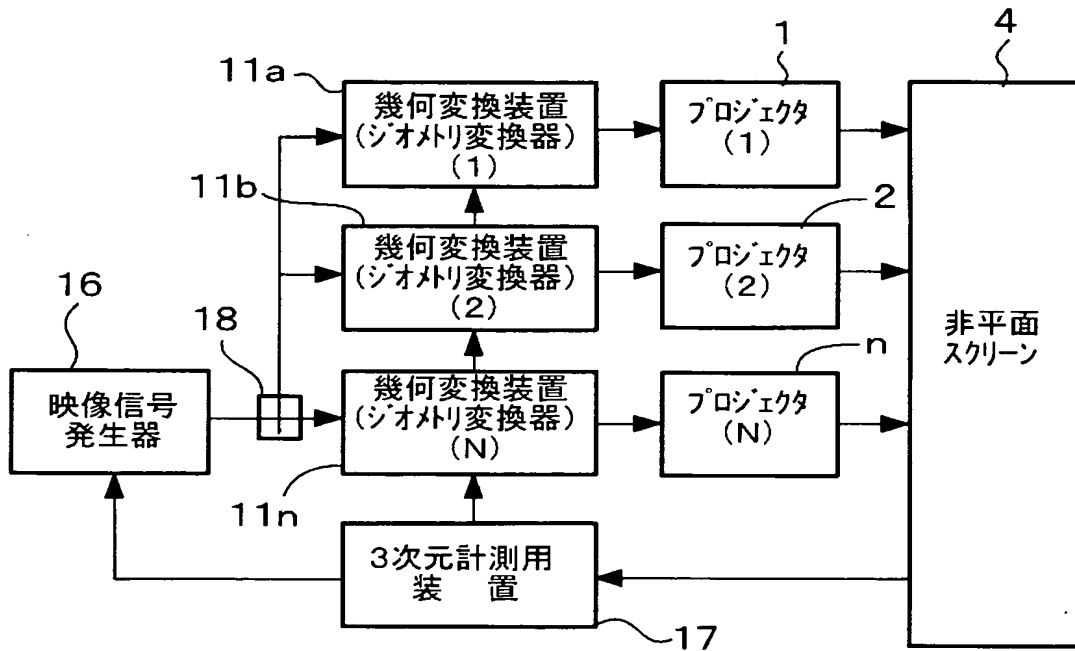 11a
幾何変換装置
(ジオメトリ変換器)
(1)
1
プロジェクタ
(1)
4
11b
幾何変換装置
(ジオメトリ変換器)
(2)
2
プロジェクタ
(2)
非平面
スクリーン
16
映像信号
発生器
18
幾何変換装置
(ジオメトリ変換器)
(N)
11n
n
プロジェクタ
(N)
3次元計測用
装 置
17